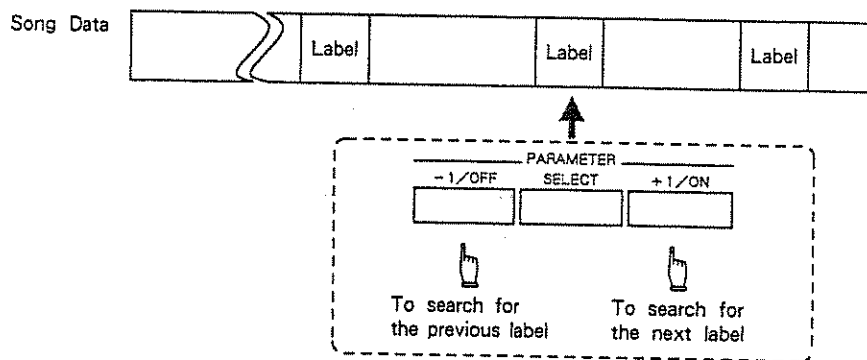 Song Data
Label
Label
Label
PARAMETER
-1/OFF SELECT +1/ON
To search for
the previous label
To search for
the next label